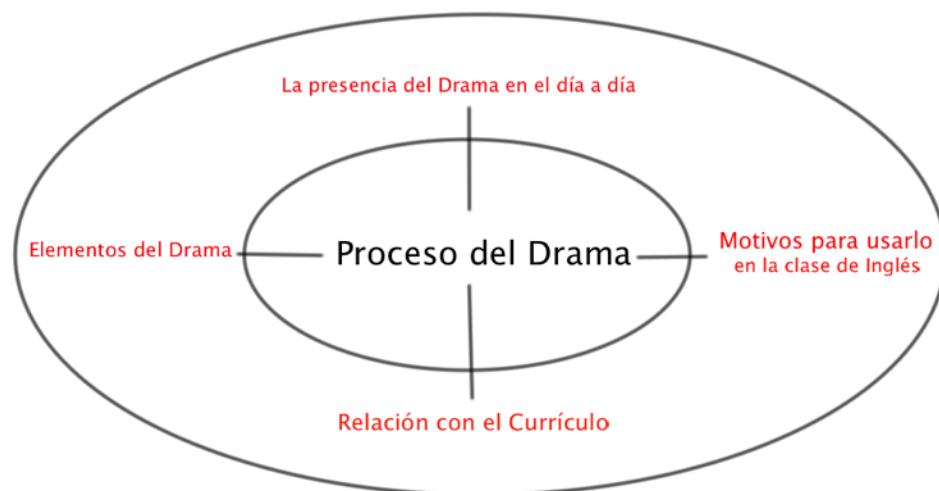 La presencia del Drama en el día a día
Elementos del Drama
Proceso del Drama
Motivos para usarlo
en la clase de Inglés
Relación con el Currículo